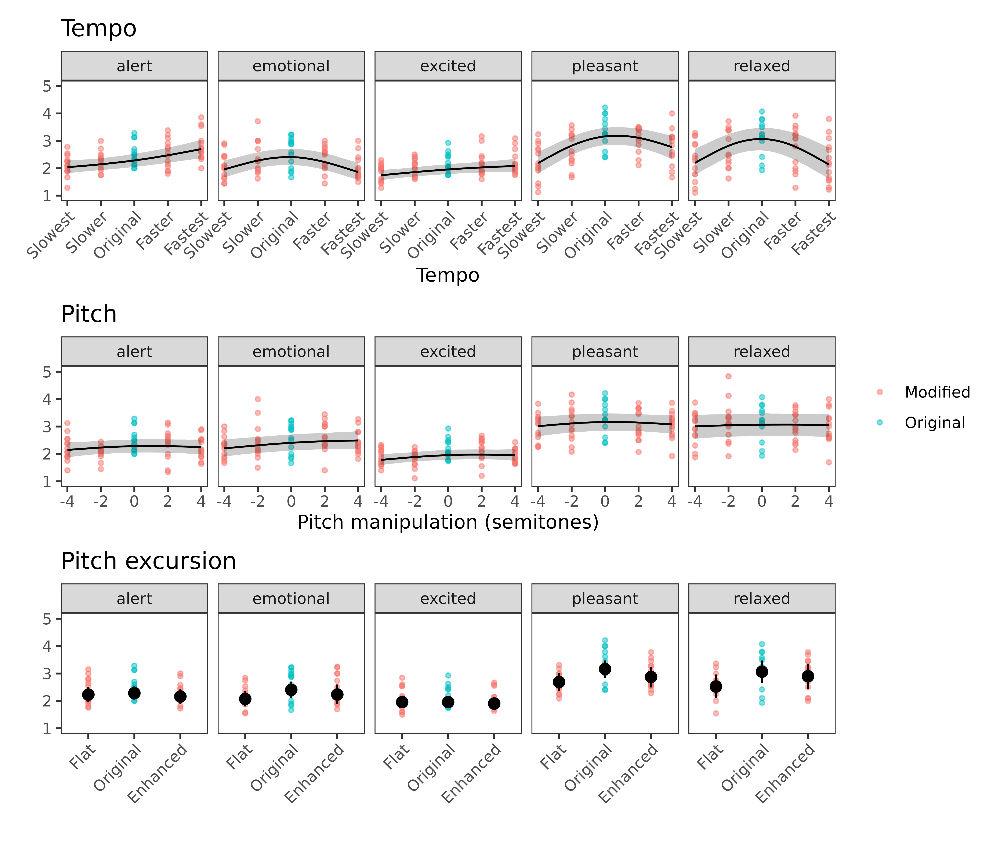 Tempo
alert emotional excited pleasant relaxed
5
4
3
2
1
Slowest Slower Original Faster Fastest Slowest Slower Original Faster Fastest Slowest Slower Original Faster Fastest Slowest Slower Original Faster Fastest Slowest Slower Original Faster Fastest
Tempo
Pitch
alert emotional excited pleasant relaxed
5
4
3
2
1
-4 -2 0 2 4 -4 -2 0 2 4 -4 -2 0 2 4 -4 -2 0 2 4 -4 -2 0 2 4
Pitch manipulation (semitones)
Modified
Original
Pitch excursion
alert emotional excited pleasant relaxed
5
4
3
2
1
Flat Original Enhanced Flat Original Enhanced Flat Original Enhanced Flat Original Enhanced Flat Original Enhanced